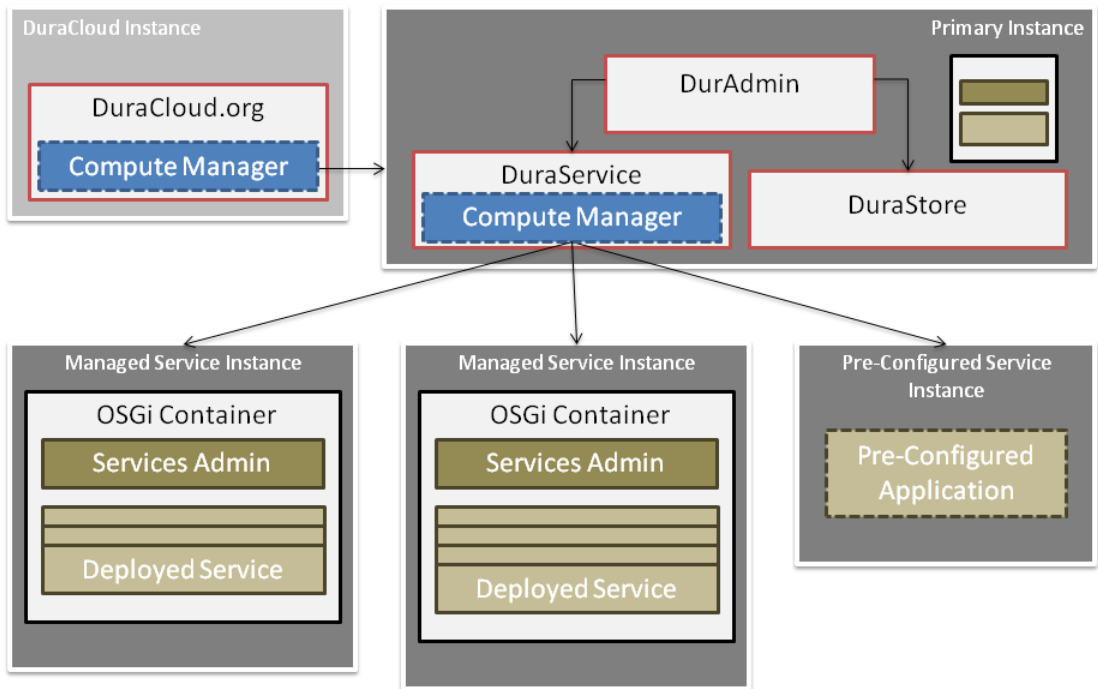 DuraCloud Instance
DuraCloud.org
Compute Manager
Primary Instance
DurAdmin
DuraService
Compute Manager
DuraStore
Managed Service Instance
OSGi Container
Services Admin
Deployed Service
Managed Service Instance
OSGi Container
Services Admin
Deployed Service
Pre-Configured Service
Instance
Pre-Configured
Application